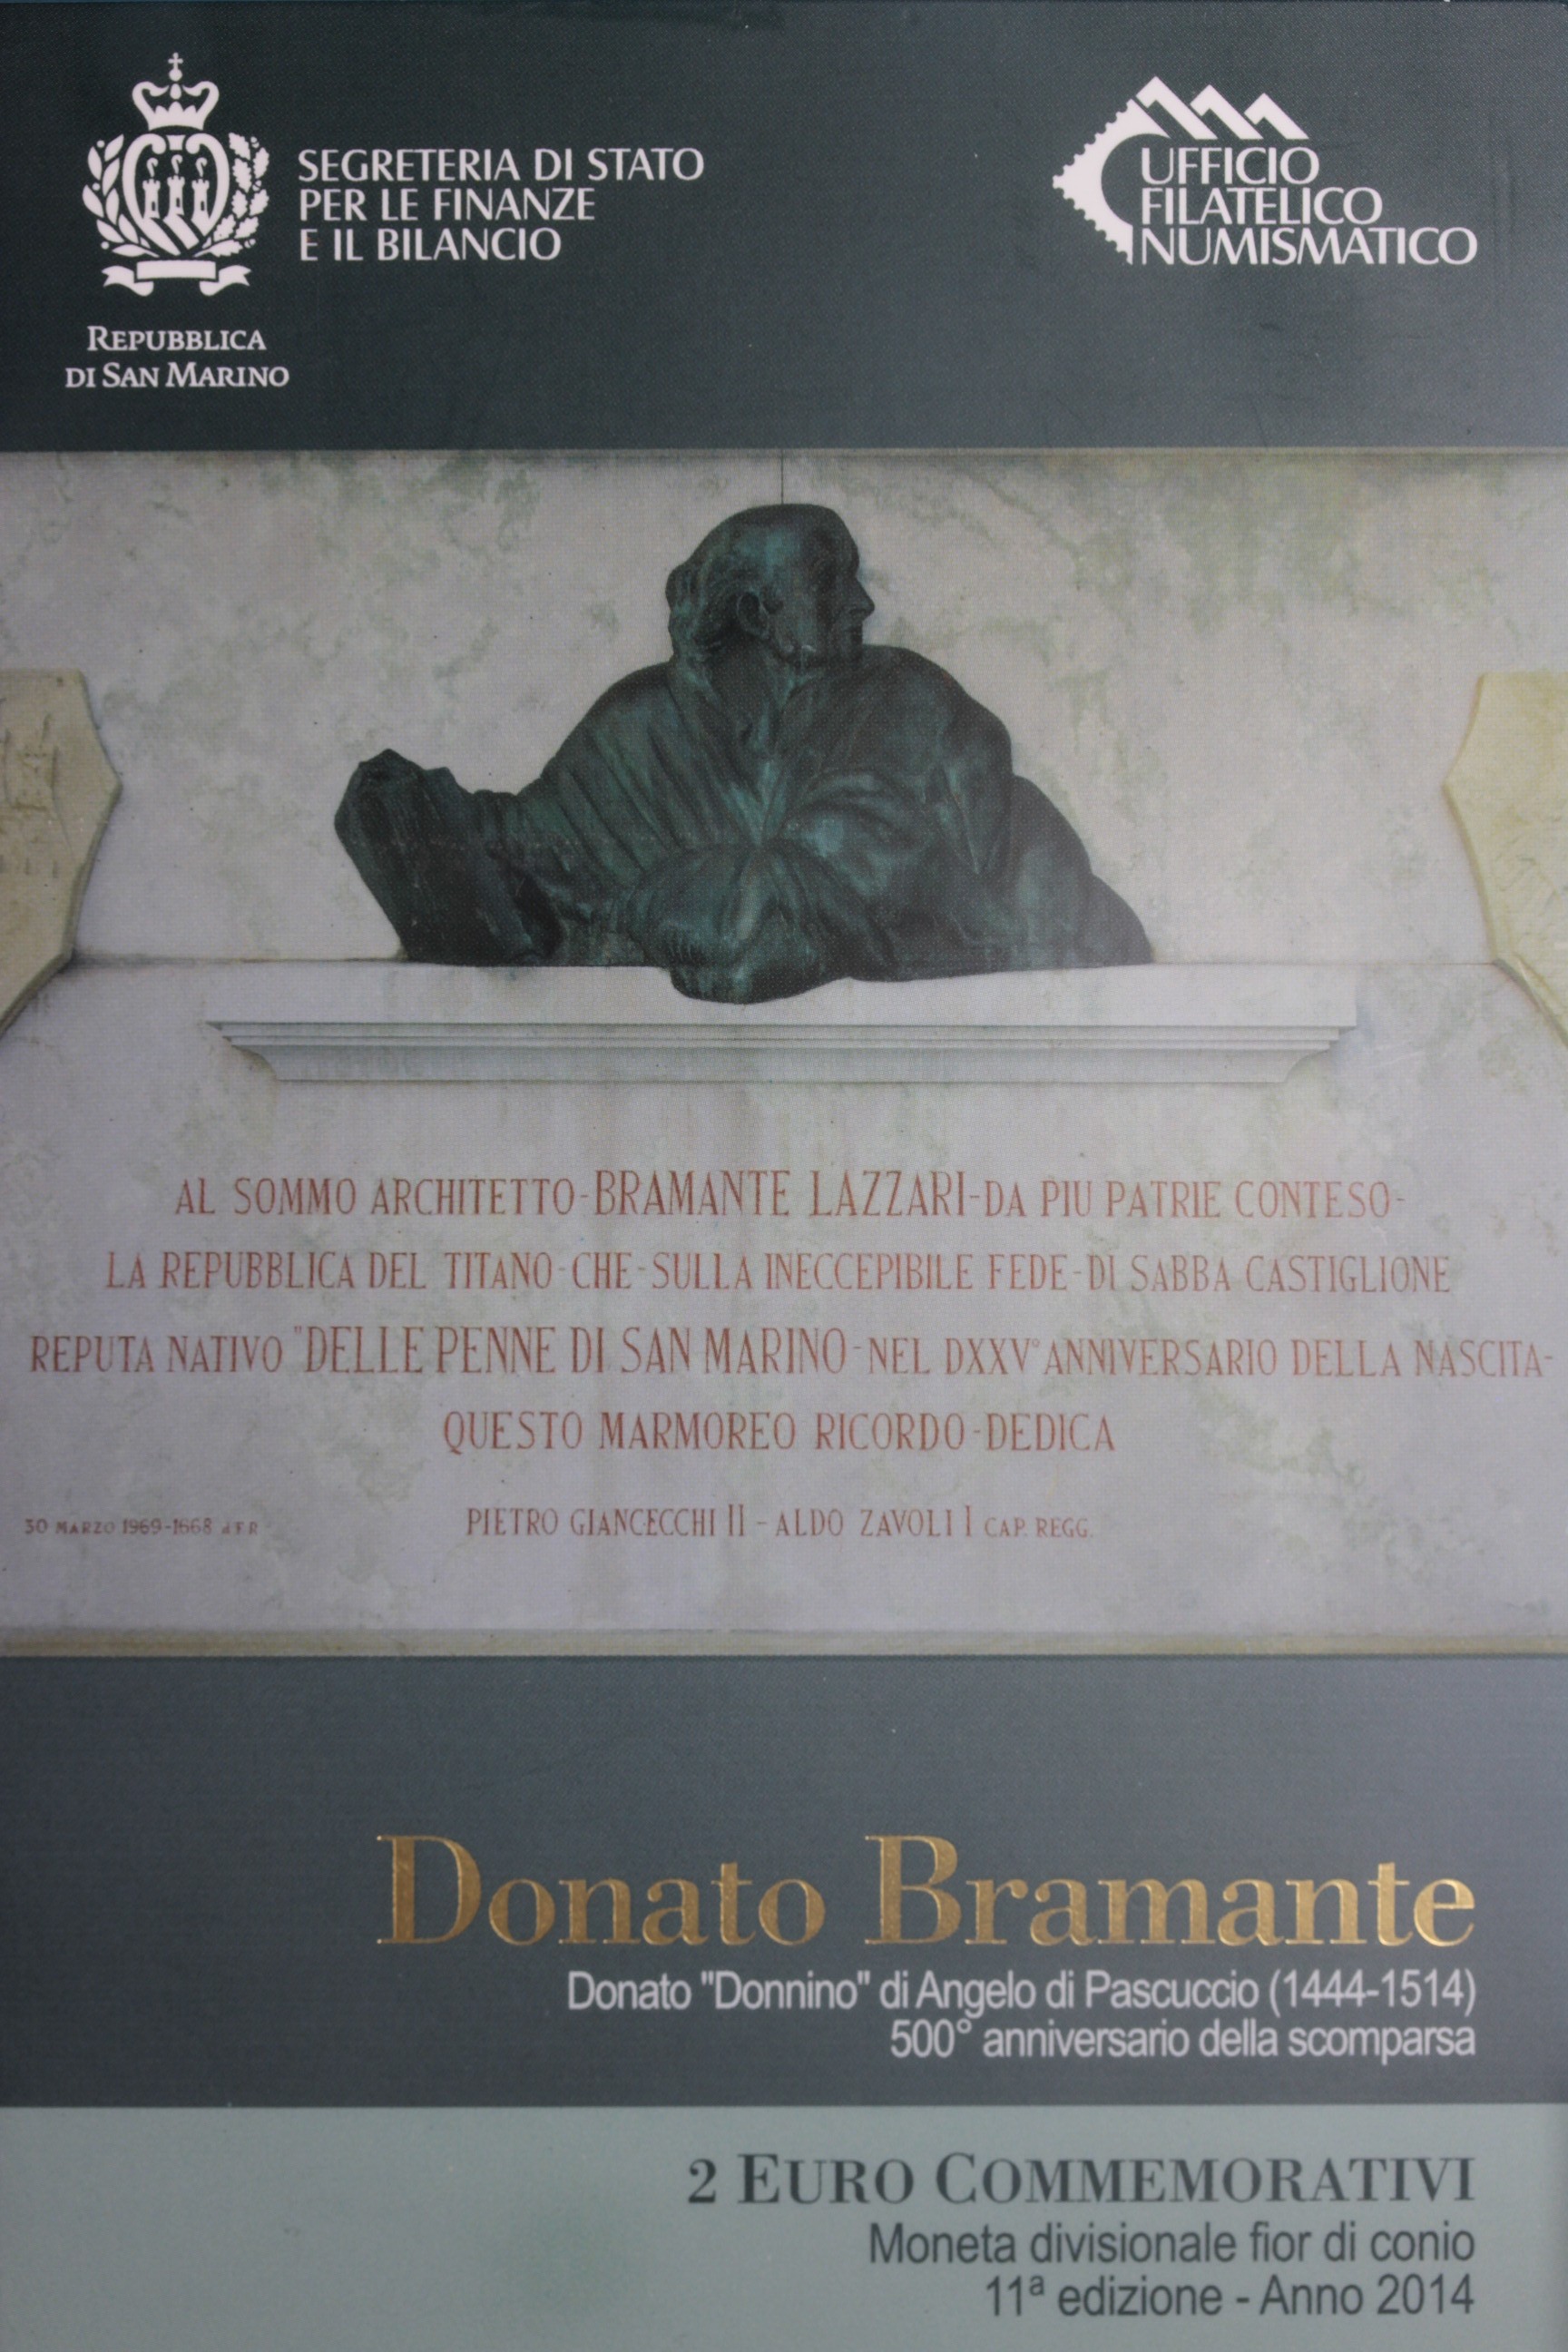 SEGRETERIA DI STATO
PER LE FINANZE
E IL BILANCIO
REPUBBLICA
DI SAN MARINO
UFFICIO
FILATELICO
NUMISMATICO
AL SOMMO ARCHITETTO-BRAMANTE LAZZARI-DA PIU PATRIE CONTESO-
LA REPUBBLICA DEL TITANO-CHE-SULLA INECCEPIBILE FEDE-DI SABBA CASTIGLIONE
REPUTA NATIVO "DELLE PENNE DI SAN MARINO-NEL DXXV° ANNIVERSARIO DELLA NASCITA-
QUESTO MARMOREO RICORDO-DEDICA
30 MARZO 1969-1668 d.F.R.
PIETRO GIANCECCHI II - ALDO ZAVOLI I CAP. REGG.
Donato Bramante
Donato "Donnino" di Angelo di Pascuccio (1444-1514)
500° anniversario della scomparsa
2 EURO COMMEMORATIVI
Moneta divisionale fior di conio
11ª edizione - Anno 2014